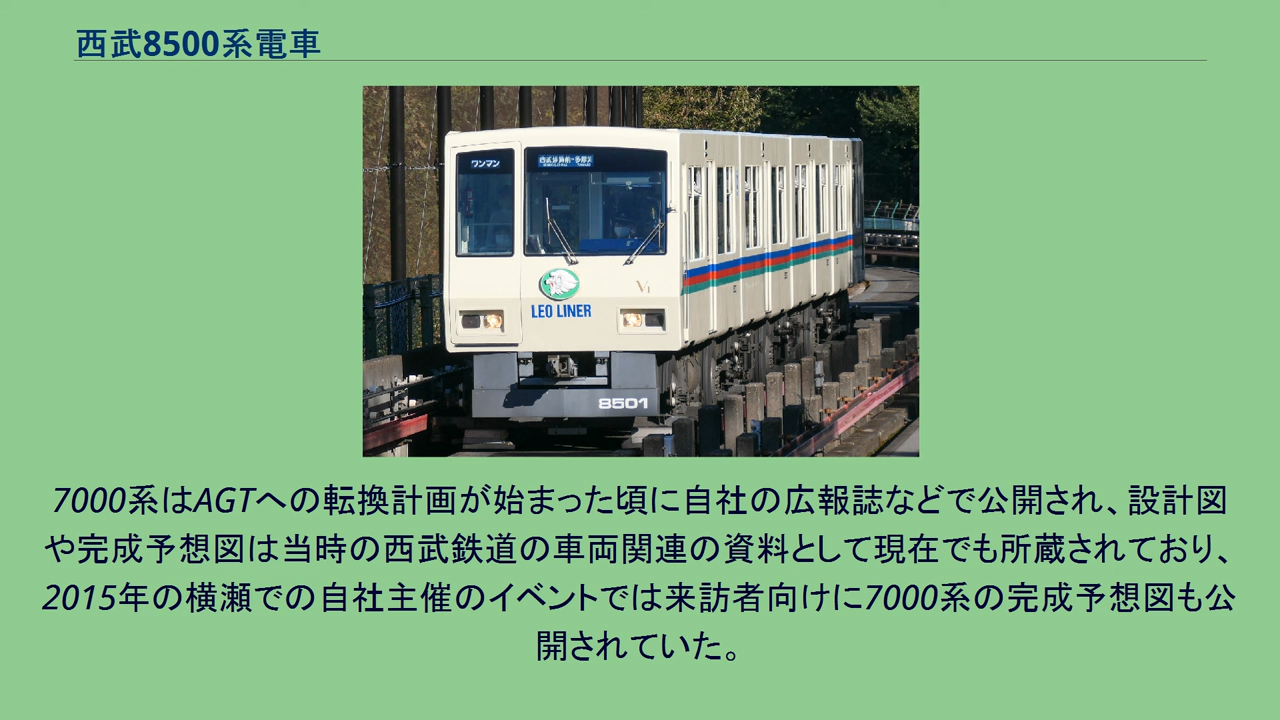 西武8500系電車
ワンマン
LEO LINER
V1
8501
7000系はAGTへの転換計画が始まった頃に自社の広報誌などで公開され、設計図
や完成予想図は当時の西武鉄道の車両関連の資料として現在でも所蔵されており、
2015年の横瀬での自社主催のイベントでは来訪者向けに7000系の完成予想図も公
開されていた。